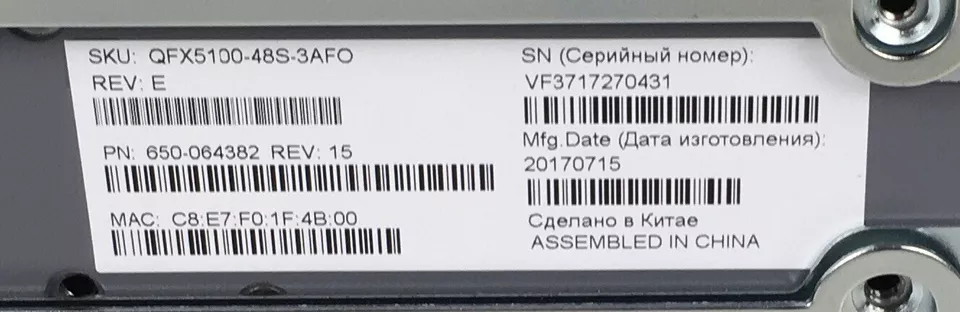 SKU: QFX5100-48S-3AFO
REV: E
PN: 650-064382 REV: 15
MAC: C8:E7:F0:1F:4B:00
SN (Серийный номер):
VF3717270431
Mfg.Date (Дата изготовления):
20170715
Сделано в Китае
ASSEMBLED IN CHINA